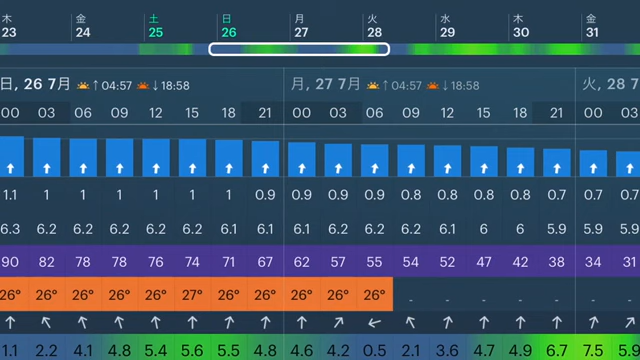 木 金 土 日 月 火 水 木 金
23 24 25 26 27 28 29 30 31
日, 26 7月 ↑04:57 ↓18:58 月, 27 7月 ↑04:57 ↓18:58 火, 28 7月
00 03 06 09 12 15 18 21 00 03 06 09 12 15 18 21 00 03
1.1 1 1 1 1 1 1 0.9 0.9 0.9 0.9 0.8 0.8 0.8 0.8 0.7 0.7 0.7
6.3 6.2 6.2 6.2 6.2 6.2 6.1 6.1 6.1 6.2 6.2 6.2 6.1 6 6 5.9 5.9 5.9
90 82 78 78 76 74 71 67 62 57 55 54 52 47 42 38 34 31
26° 26° 26° 26° 26° 27° 26° 26° 26° 26° 26° - - - - - - -
1.1 2.2 4.1 4.8 5.4 5.6 5.5 4.8 4.6 4.2 0.5 2.1 3.6 4.7 4.9 6.7 7.5 5.9